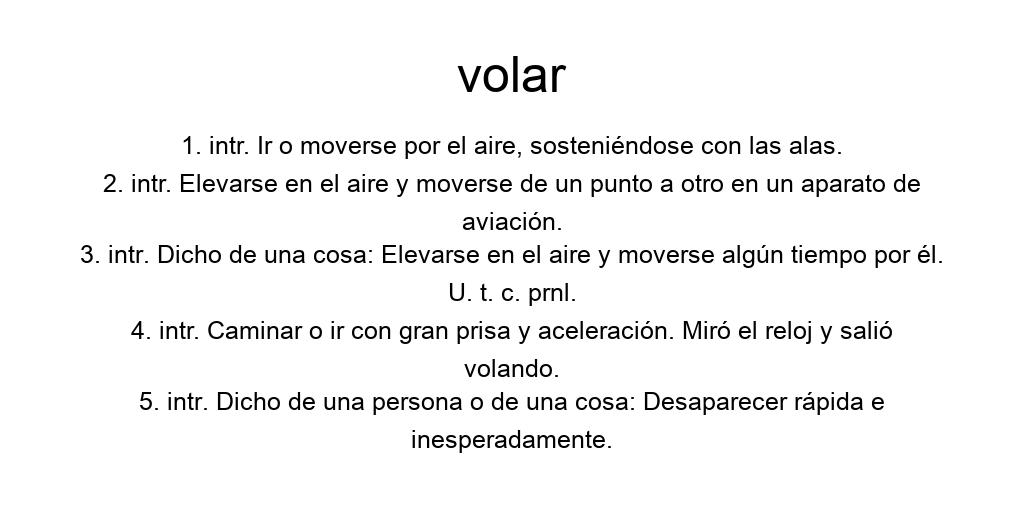 volar
1. intr. Ir o moverse por el aire, sosteniéndose con las alas.
2. intr. Elevarse en el aire y moverse de un punto a otro en un aparato de
aviación.
3. intr. Dicho de una cosa: Elevarse en el aire y moverse algún tiempo por él.
U. t. c. prnl.
4. intr. Caminar o ir con gran prisa y aceleración. Miró el reloj y salió
volando.
5. intr. Dicho de una persona o de una cosa: Desaparecer rápida e
inesperadamente.